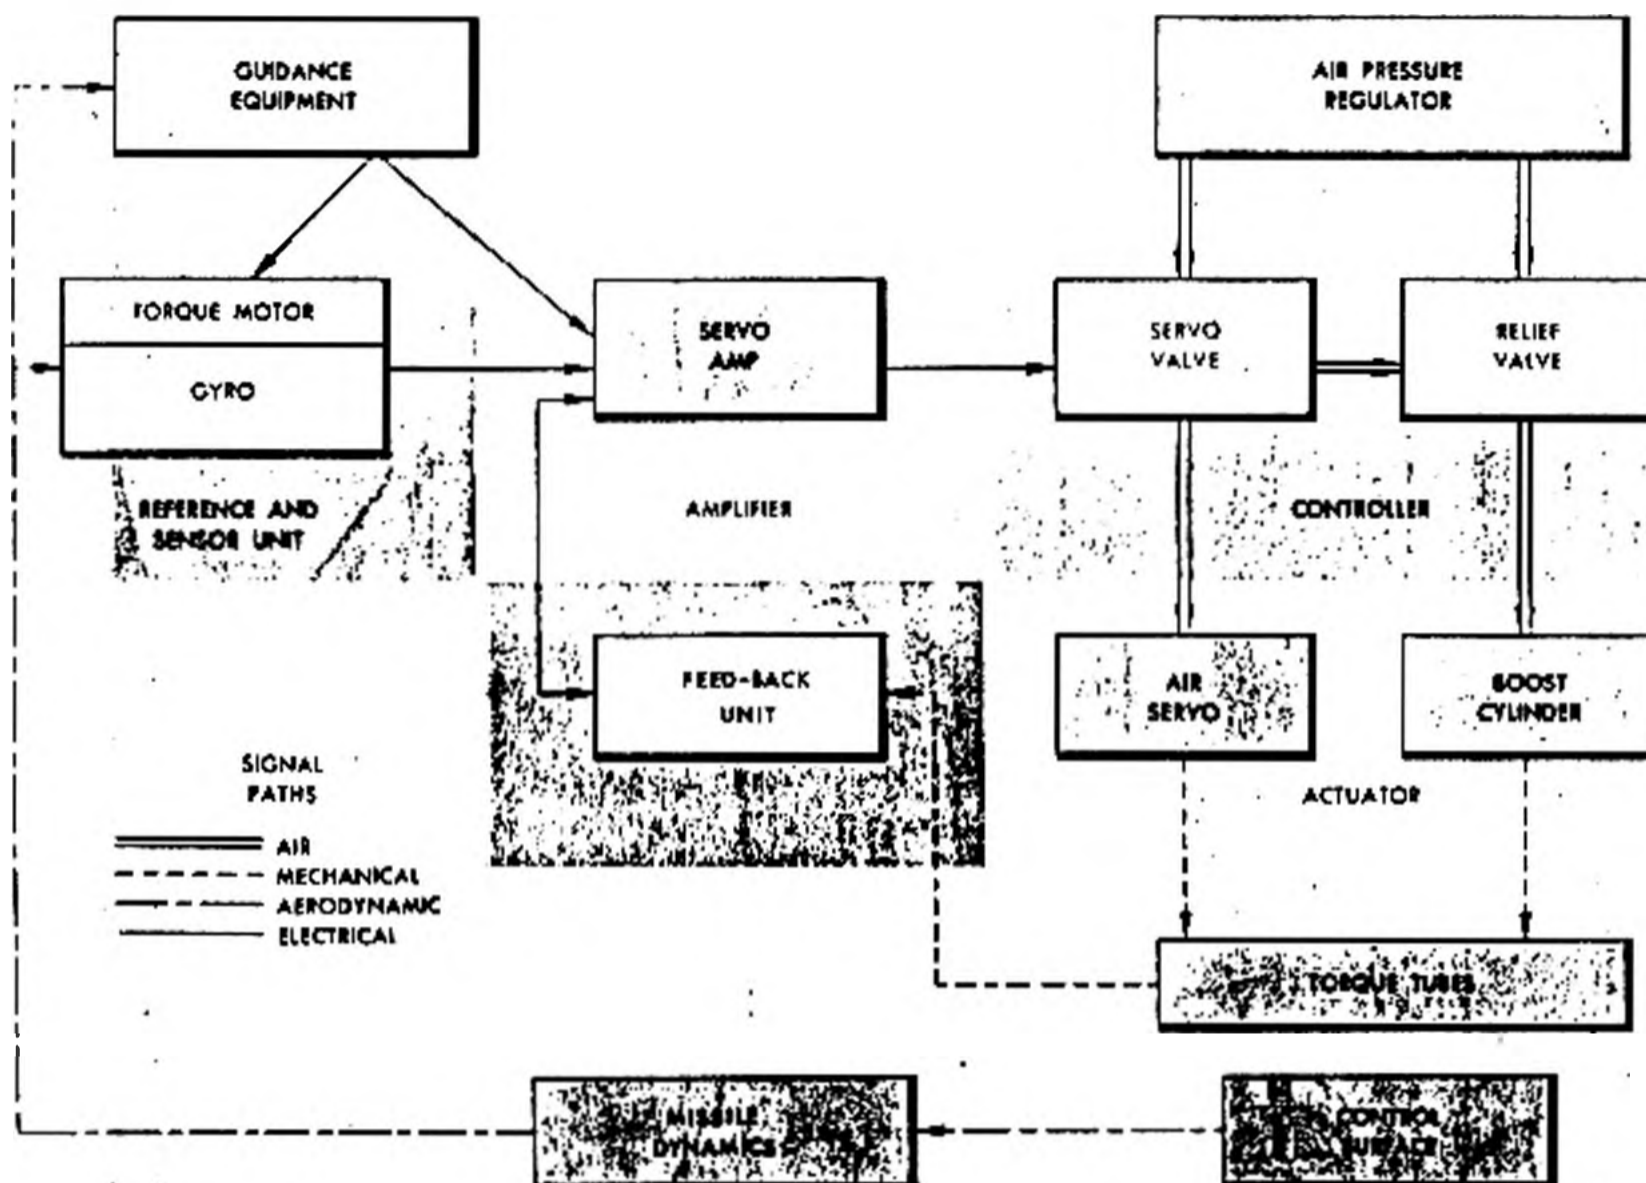 GUIDANCE
EQUIPMENT
AIR PRESSURE
REGULATOR
TORQUE MOTOR
GYRO
SERVO
AMP
SERVO
VALVE
RELIEF
VALVE
REFERENCE AND
SENSOR UNIT
AMPLIFIER
CONTROLLER
FEED-BACK
UNIT
AIR
SERVO
BOOST
CYLINDER
SIGNAL
PATHS
AIR
MECHANICAL
AERODYNAMIC
ELECTRICAL
ACTUATOR
TORQUE TUBES
MISSILE
DYNAMICS
CONTROL
SURFACE